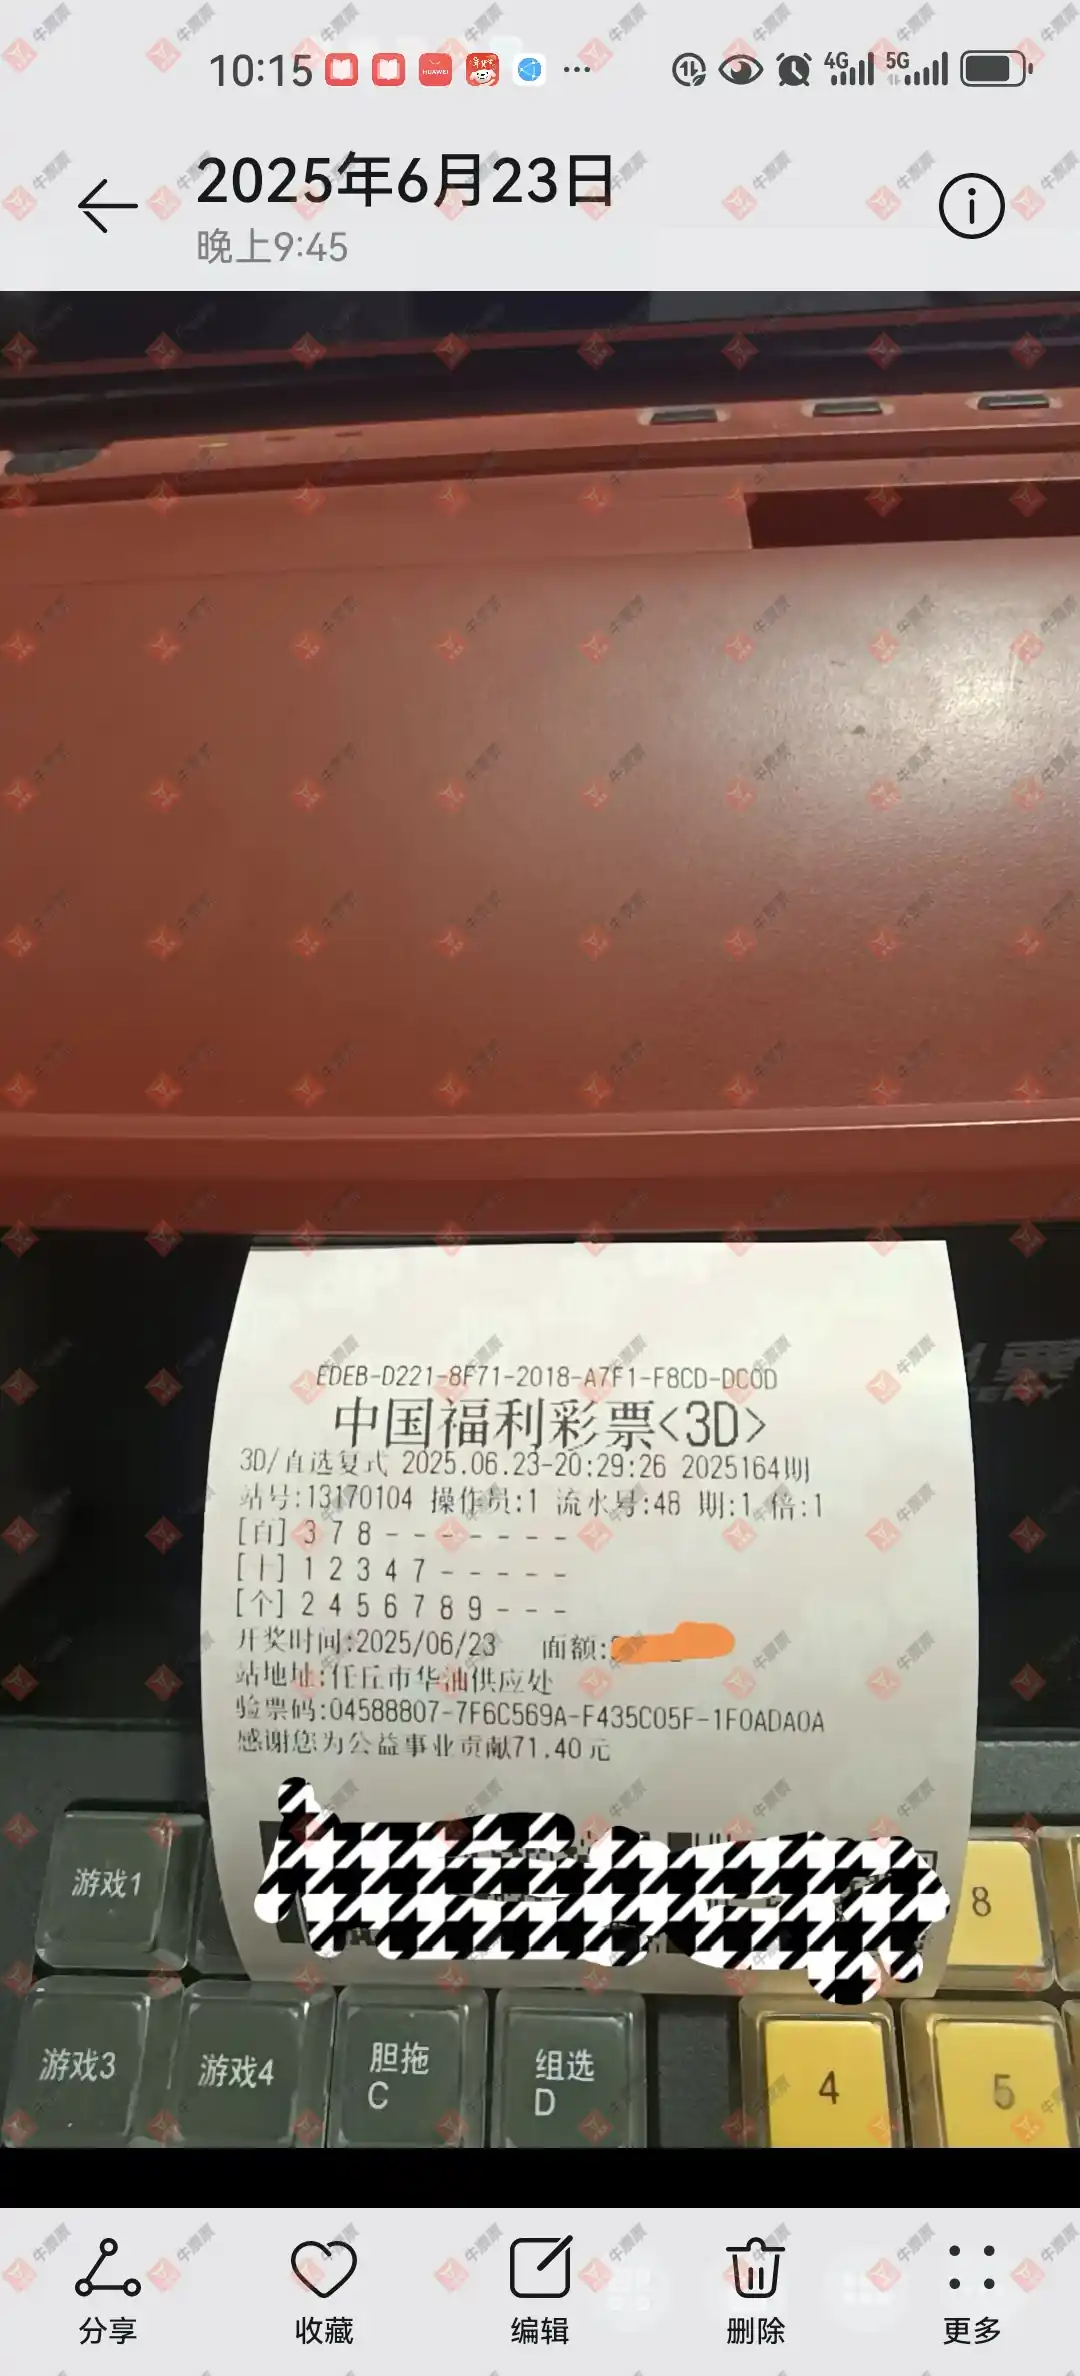 10:15
HUAWEI
4G
5G
2025年6月23日
晚上9:45
EDEB-D221-8F71-2018-A7F1-F8CD-DC0D
中国福利彩票<3D>
3D/直选复式 2025.06.23-20:29:26 2025164期
站号:13170104 操作员:1 流水号:48 期:1 倍:1
[百] 3 7 8 - - - - - - -
[十] 1 2 3 4 7 - - - - -
[个] 2 4 5 6 7 8 9 - - -
开奖时间:2025/06/23 面额:
站地址:任丘市华油供应处
验票码:04588807-7F6C569A-F435C05F-1F0ADA0A
感谢您为公益事业贡献71.40元
游戏1
8
游戏3
游戏4
胆拖
C
组选
D
4
5
分享
收藏
编辑
删除
更多
牛彩票